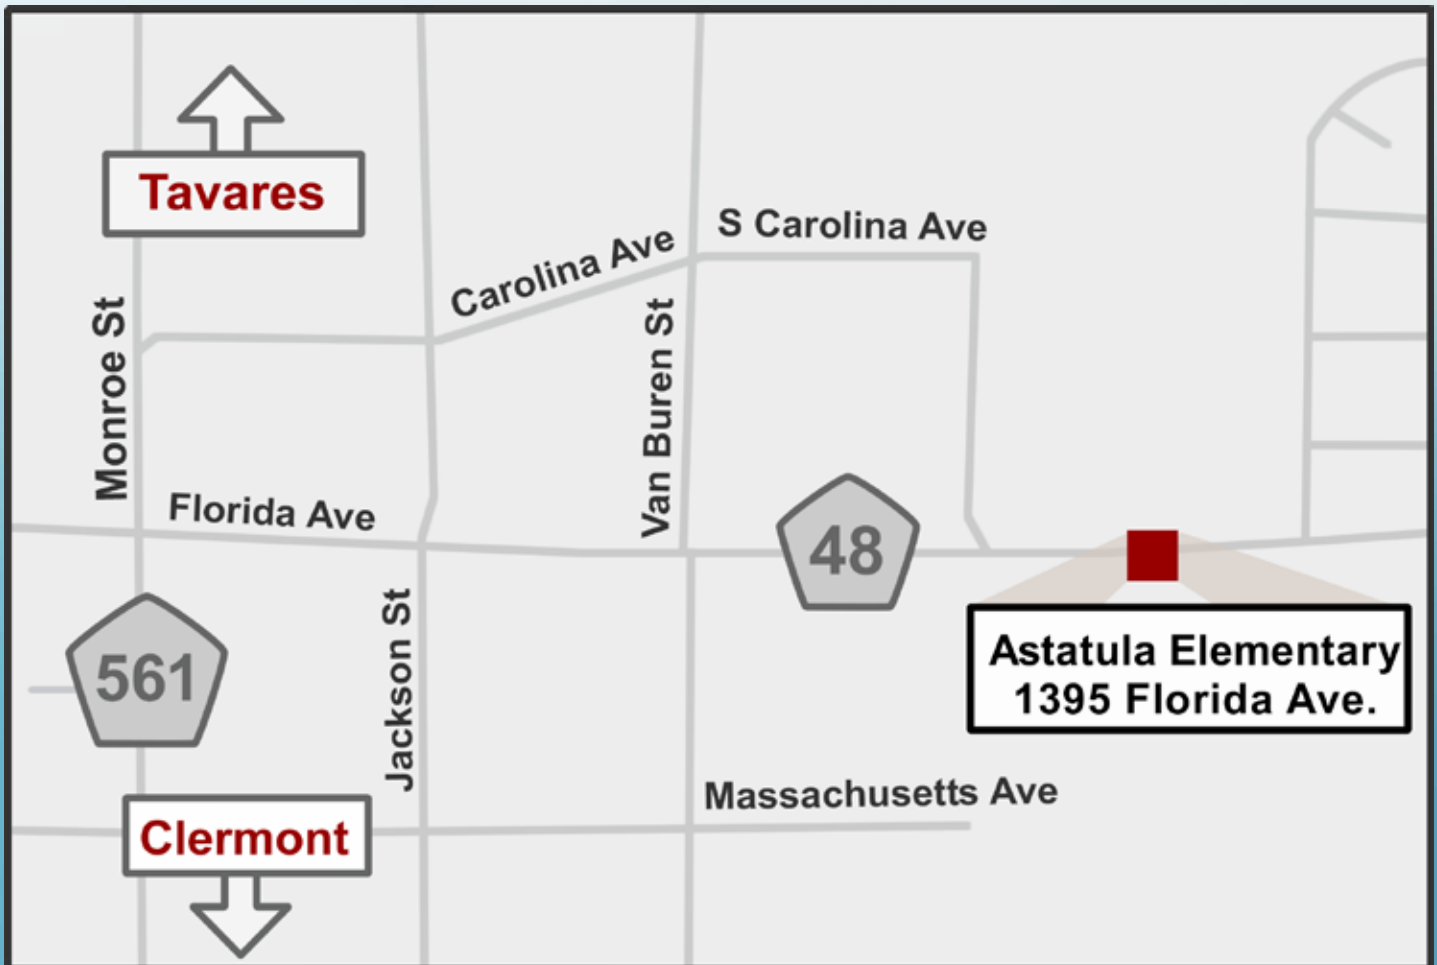 Tavares
S Carolina Ave
Carolina Ave
Monroe St
Van Buren St
Florida Ave
48
561
Jackson St
Astatula Elementary
1395 Florida Ave.
Massachusetts Ave
Clermont